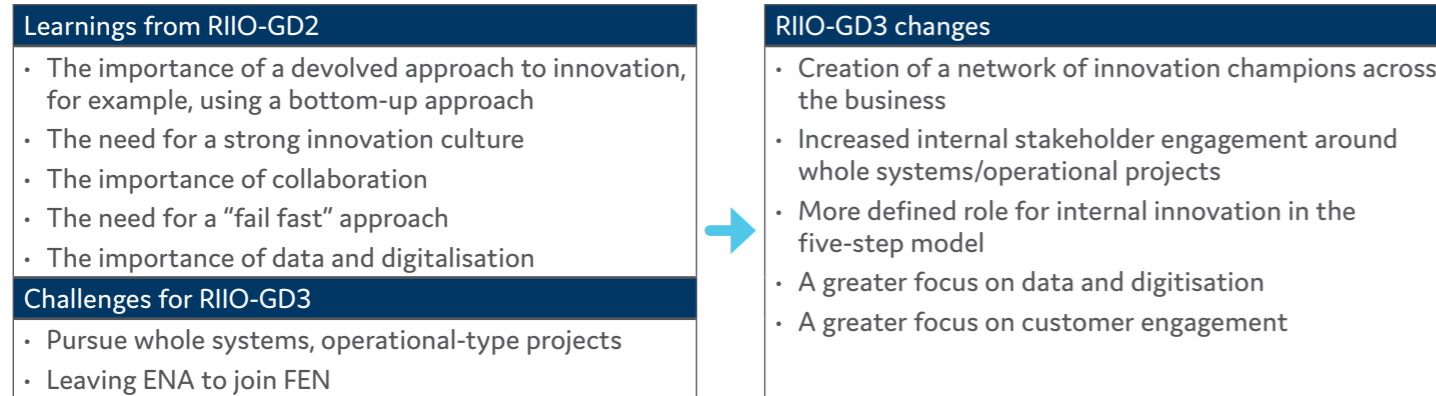 Learnings from RIIO-GD2
• The importance of a devolved approach to innovation,
for example, using a bottom-up approach
• The need for a strong innovation culture
• The importance of collaboration
• The need for a “fail fast” approach
• The importance of data and digitalisation
Challenges for RIIO-GD3
• Pursue whole systems, operational-type projects
• Leaving ENA to join FEN
RIIO-GD3 changes
• Creation of a network of innovation champions across
the business
• Increased internal stakeholder engagement around
whole systems/operational projects
• More defined role for internal innovation in the
five-step model
• A greater focus on data and digitisation
• A greater focus on customer engagement